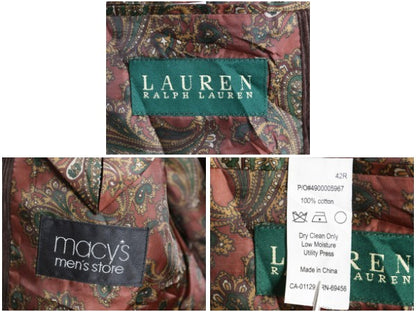 LAUREN
RALPH LAUREN
macy's
men's store
42R
P/O#4900005967
100% cotton
Dry Clean Only
Low Moisture
Utility Press
Made in China
CA-01129 RN-69456
LAUREN
RALPH LAUREN